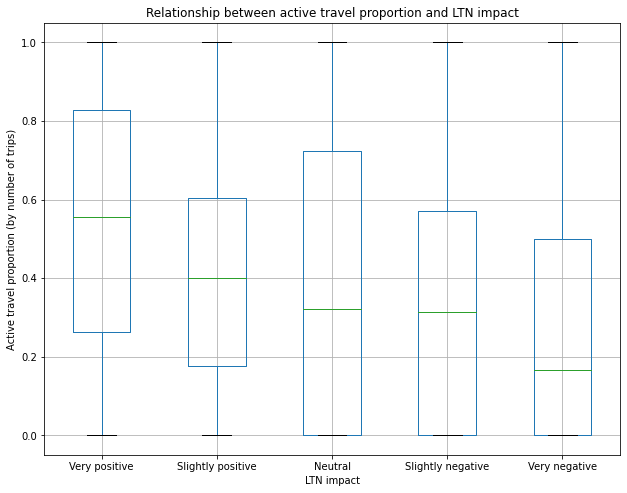 Relationship between active travel proportion and LTN impact
Active travel proportion (by number of trips)
1.0
0.8
0.6
0.4
0.2
0.0
Very positive
Slightly positive
Neutral
Slightly negative
Very negative
LTN impact